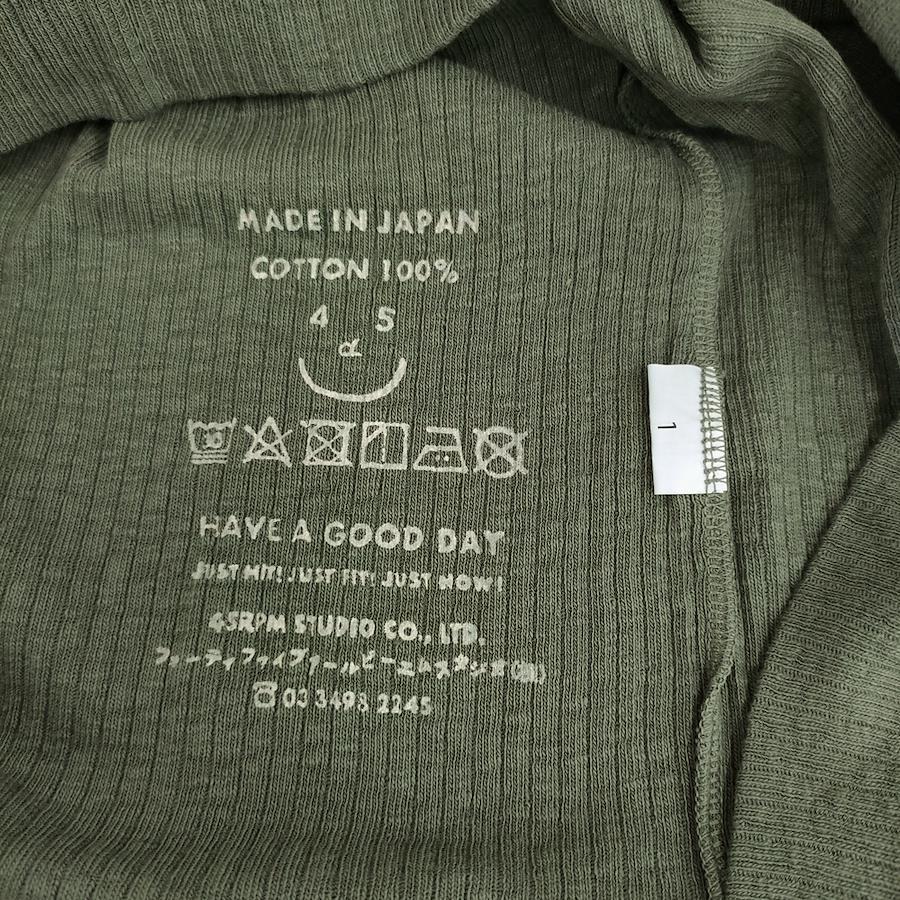 MADE IN JAPAN
COTTON 100%
4 5
R
HAVE A GOOD DAY
JUST HIT! JUST FIT! JUST NOW!
45RPM STUDIO CO., LTD.
フォーティファイブアールピーエムスタジオ(株)
☎03 3498 2245
1